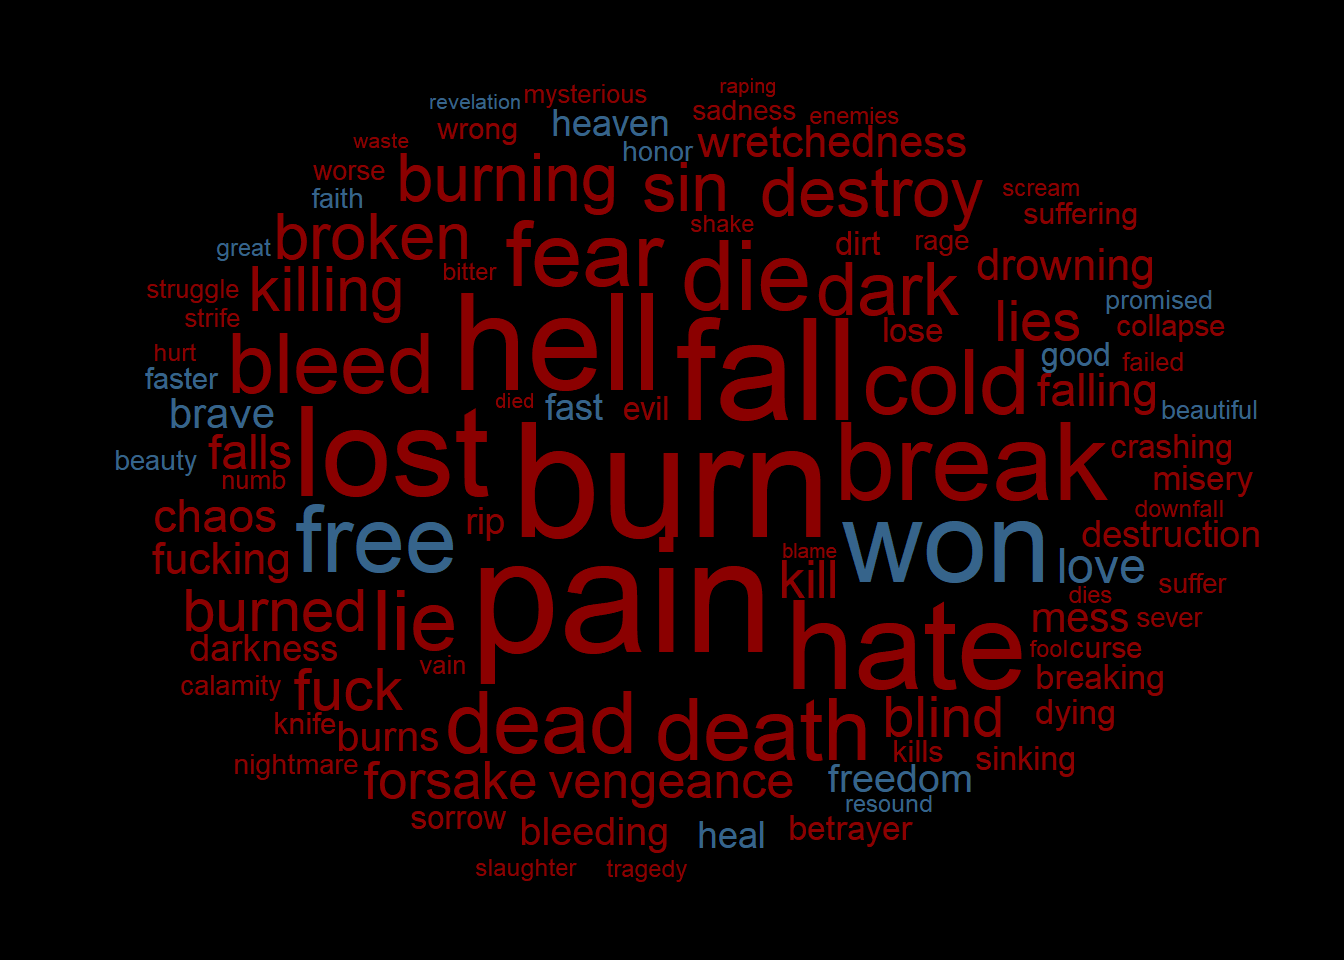 raping
revelation
mysterious
sadness
enemies
wrong
heaven
waste
honor
wretchedness
worse
burning
sin
destroy
scream
faith
suffering
great
broken
fear
shake
dirt
rage
struggle
killing
bitter
die
dark
drowning
strife
hell
fall
lose
lies
promised
collapse
hurt
faster
bleed
cold
good
failed
falling
brave
died
fast
evil
beautiful
beauty
falls
numb
lost
burn
break
crashing
misery
chaos
free
rip
won
downfall
destruction
fucking
pain
blame
kill
love
suffer
burned
lie
hate
dies
mess
sever
darkness
vain
fool
curse
calamity
fuck
breaking
knife
burns
dead
death
blind
dying
nightmare
kills
sinking
forsake
vengeance
freedom
resound
sorrow
bleeding
heal
betrayer
slaughter
tragedy